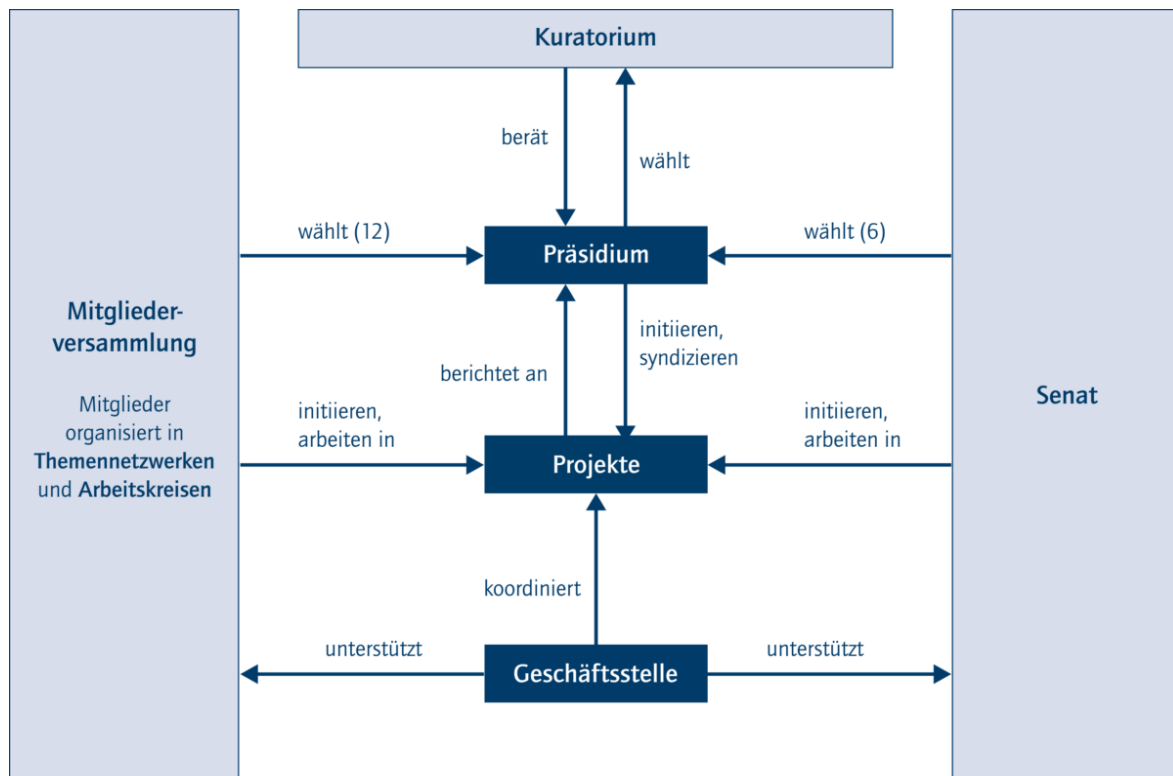 Kuratorium
berät
wählt
wählt (12)
Präsidium
wählt (6)
Mitglieder-
versammlung
Mitglieder
organisiert in
Themennetzwerken
und Arbeitskreisen
initiieren,
syndizieren
berichtet an
initiieren,
arbeiten in
Projekte
initiieren,
arbeiten in
Senat
koordiniert
unterstützt
Geschäftsstelle
unterstützt